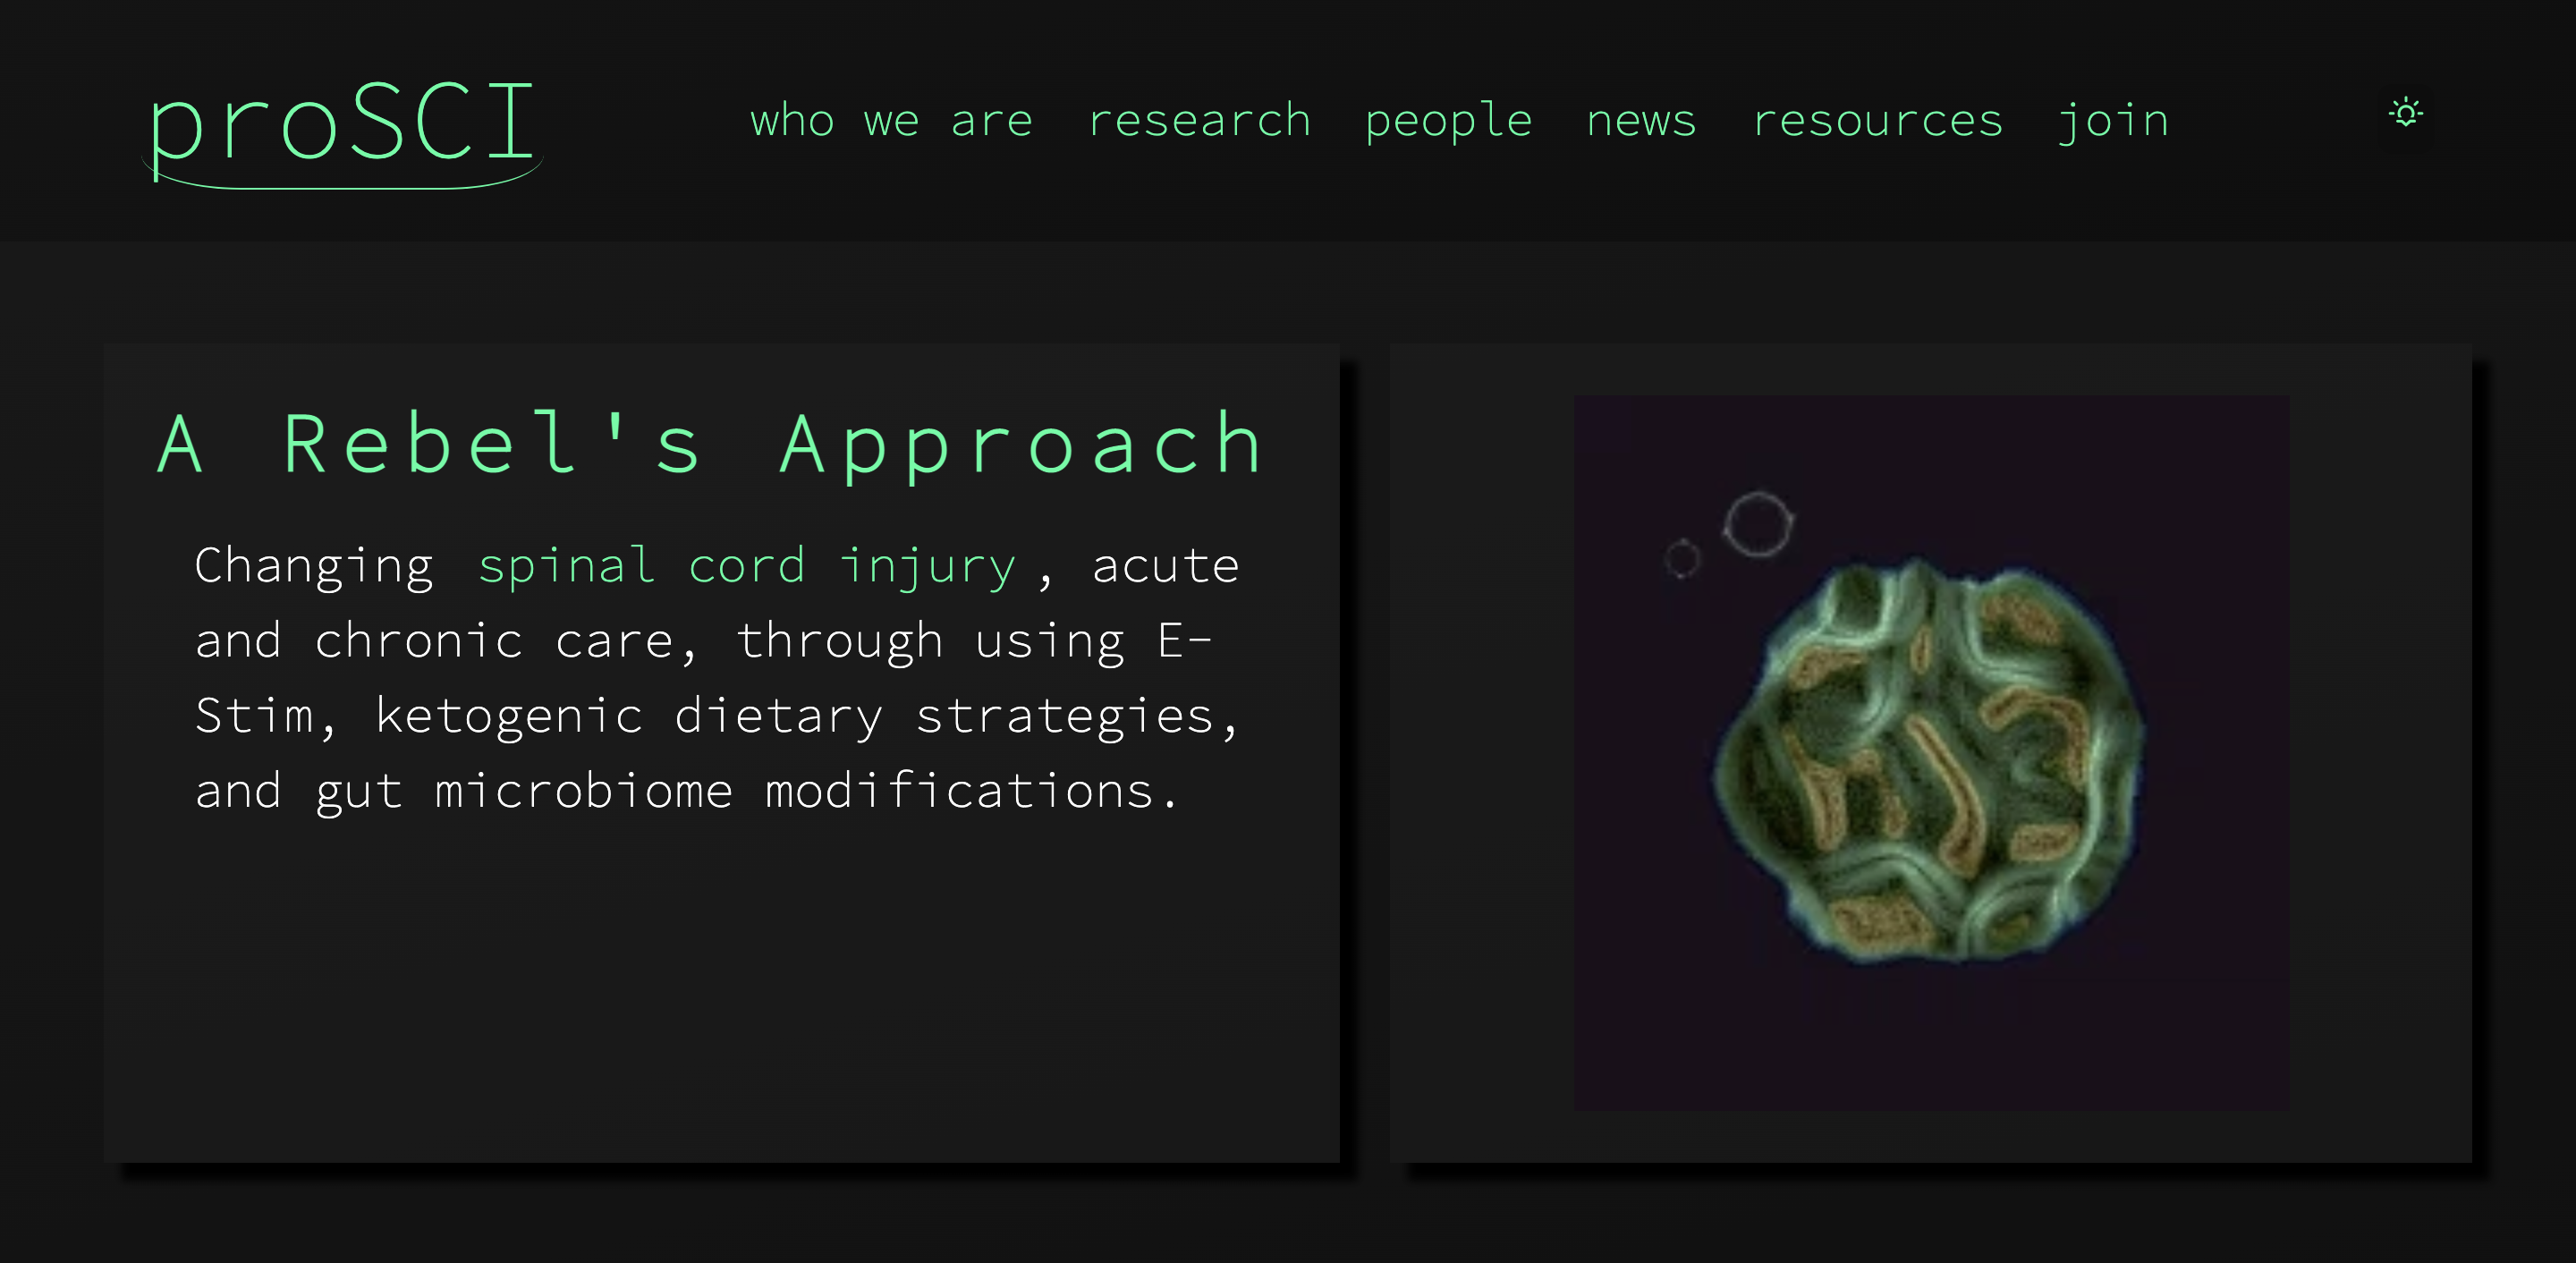 proSCI
who we are research people news resources join
A Rebel's Approach
Changing spinal cord injury, acute
and chronic care, through using E-
Stim, ketogenic dietary strategies,
and gut microbiome modifications.